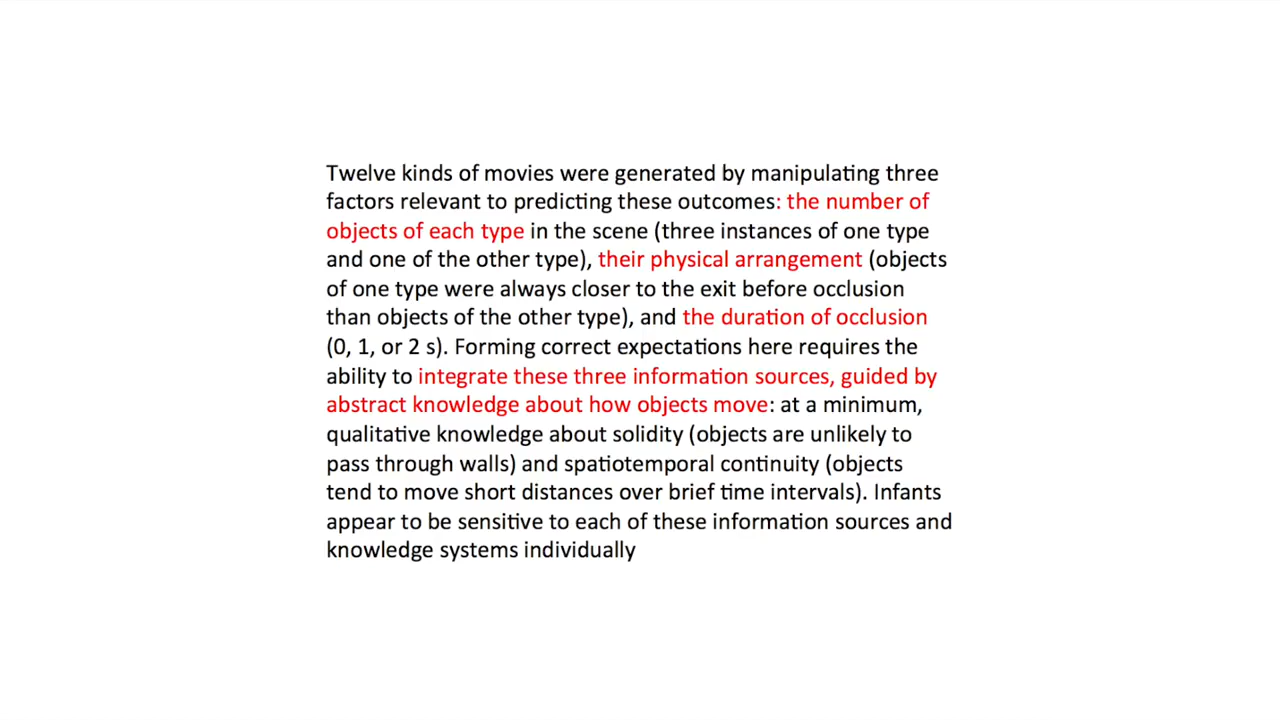 Twelve kinds of movies were generated by manipulating three
factors relevant to predicting these outcomes: the number of
objects of each type in the scene (three instances of one type
and one of the other type), their physical arrangement (objects
of one type were always closer to the exit before occlusion
than objects of the other type), and the duration of occlusion
(0, 1, or 2 s). Forming correct expectations here requires the
ability to integrate these three information sources, guided by
abstract knowledge about how objects move: at a minimum,
qualitative knowledge about solidity (objects are unlikely to
pass through walls) and spatiotemporal continuity (objects
tend to move short distances over brief time intervals). Infants
appear to be sensitive to each of these information sources and
knowledge systems individually